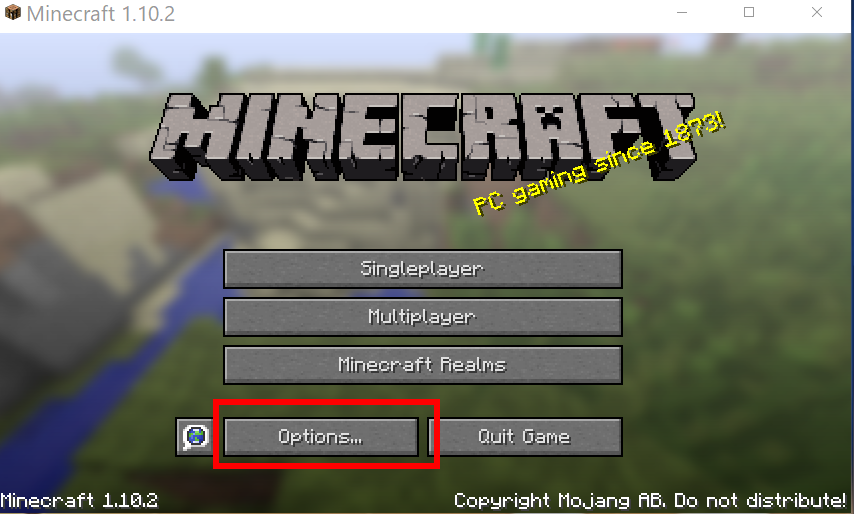 Minecraft 1.10.2
MINECRAFT
PC gaming since 1873!
Singleplayer
Multiplayer
Minecraft Realms
Options...
Quit Game
Minecraft 1.10.2
Copyright Mojang AB. Do not distribute!